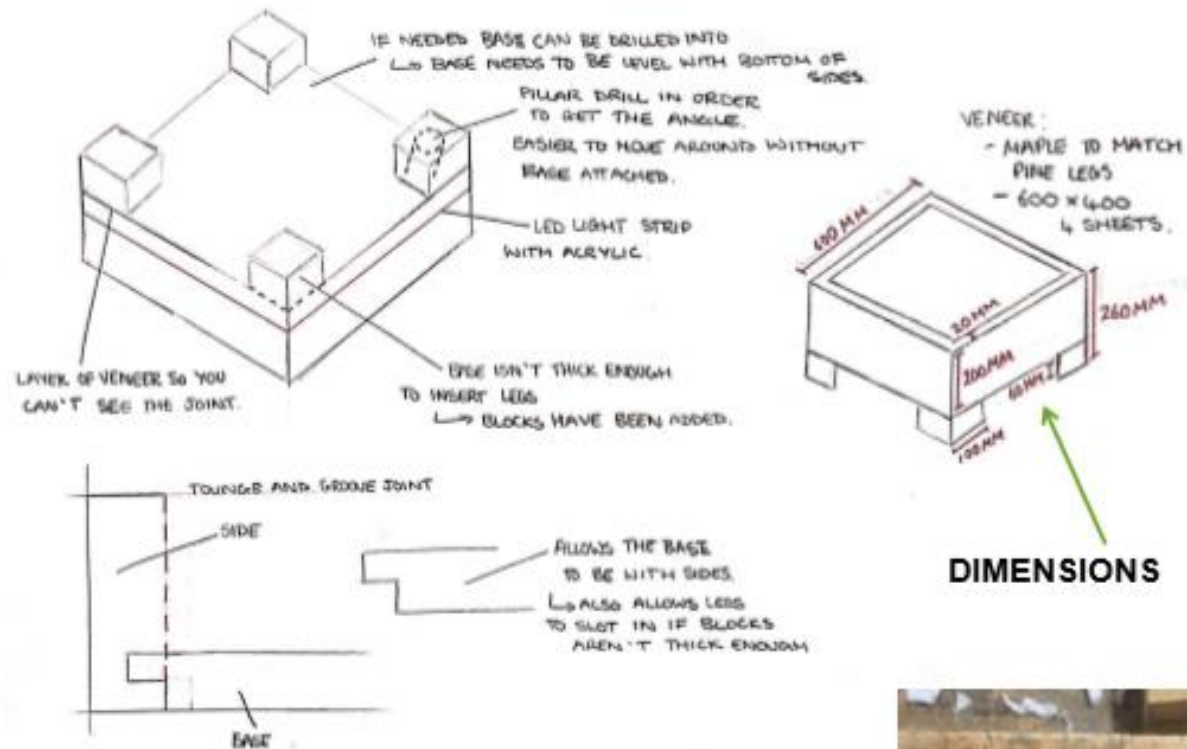 IF NEEDED BASE CAN BE DRILLED INTO
↳ BASE NEEDS TO BE LEVEL WITH BOTTOM OF
SIDES.
PILLAR DRILL IN ORDER
TO GET THE ANGLE.
EASIER TO MOVE AROUND WITHOUT
BASE ATTACHED.
LED LIGHT STRIP
WITH ACRYLIC.
LAYER OF VENEER SO YOU
CAN'T SEE THE JOINT.
BASE ISN'T THICK ENOUGH
TO INSERT LEGS
↳ BLOCKS HAVE BEEN ADDED.
VENEER:
- MAPLE TO MATCH
PINE LEGS
- 600 x 400
4 SHEETS.
400 MM
20 MM
260 MM
200MM
60 MM
100MM
DIMENSIONS
TOUNGE AND GROOVE JOINT
SIDE
BASE
ALLOWS THE BASE
TO BE WITH SIDES.
↳ ALSO ALLOWS LEGS
TO SLOT IN IF BLOCKS
AREN'T THICK ENOUGH